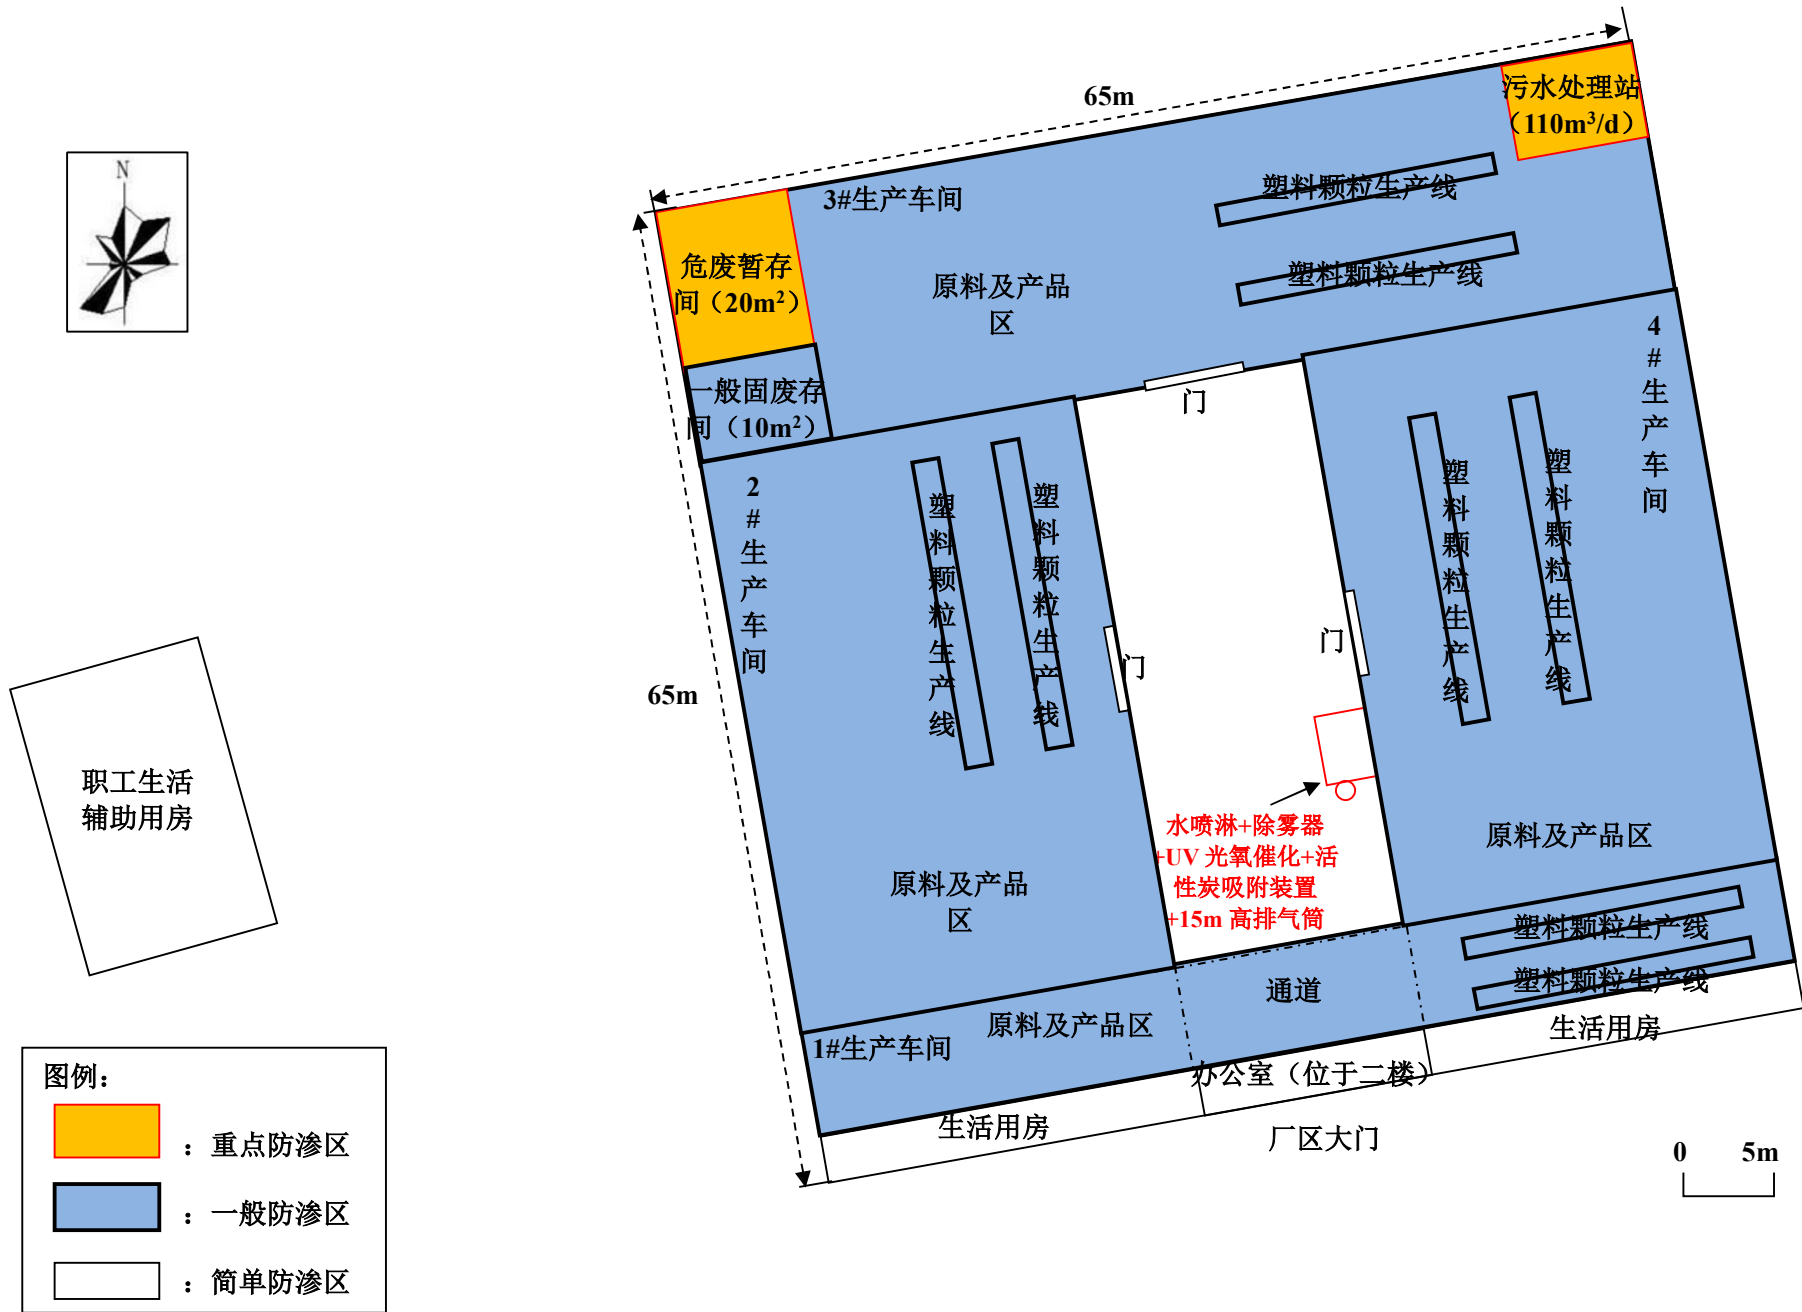 65m
污水处理站
（110m³/d）
N
3#生产车间
塑料颗粒生产线
危废暂存
间（20m²）
原料及产品
区
塑料颗粒生产线
一般固废存
间（10m²）
门
4#生产车间
2#生产车间
塑料颗粒生产线
塑料颗粒生产线
塑料颗粒生产线
塑料颗粒生产线
门
门
65m
职工生活
辅助用房
水喷淋+除雾器
+UV 光氧催化+活
性炭吸附装置
+15m 高排气筒
原料及产品区
原料及产品
区
塑料颗粒生产线
塑料颗粒生产线
通道
原料及产品区
1#生产车间
生活用房
办公室（位于二楼）
生活用房
厂区大门
0 5m
图例：
：重点防渗区
：一般防渗区
：简单防渗区